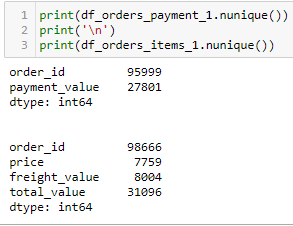 1 print(df_orders_payment_1.nunique())
2 print('\n')
3 print(df_orders_items_1.nunique())
order_id 95999
payment_value 27801
dtype: int64
order_id 98666
price 7759
freight_value 8004
total_value 31096
dtype: int64